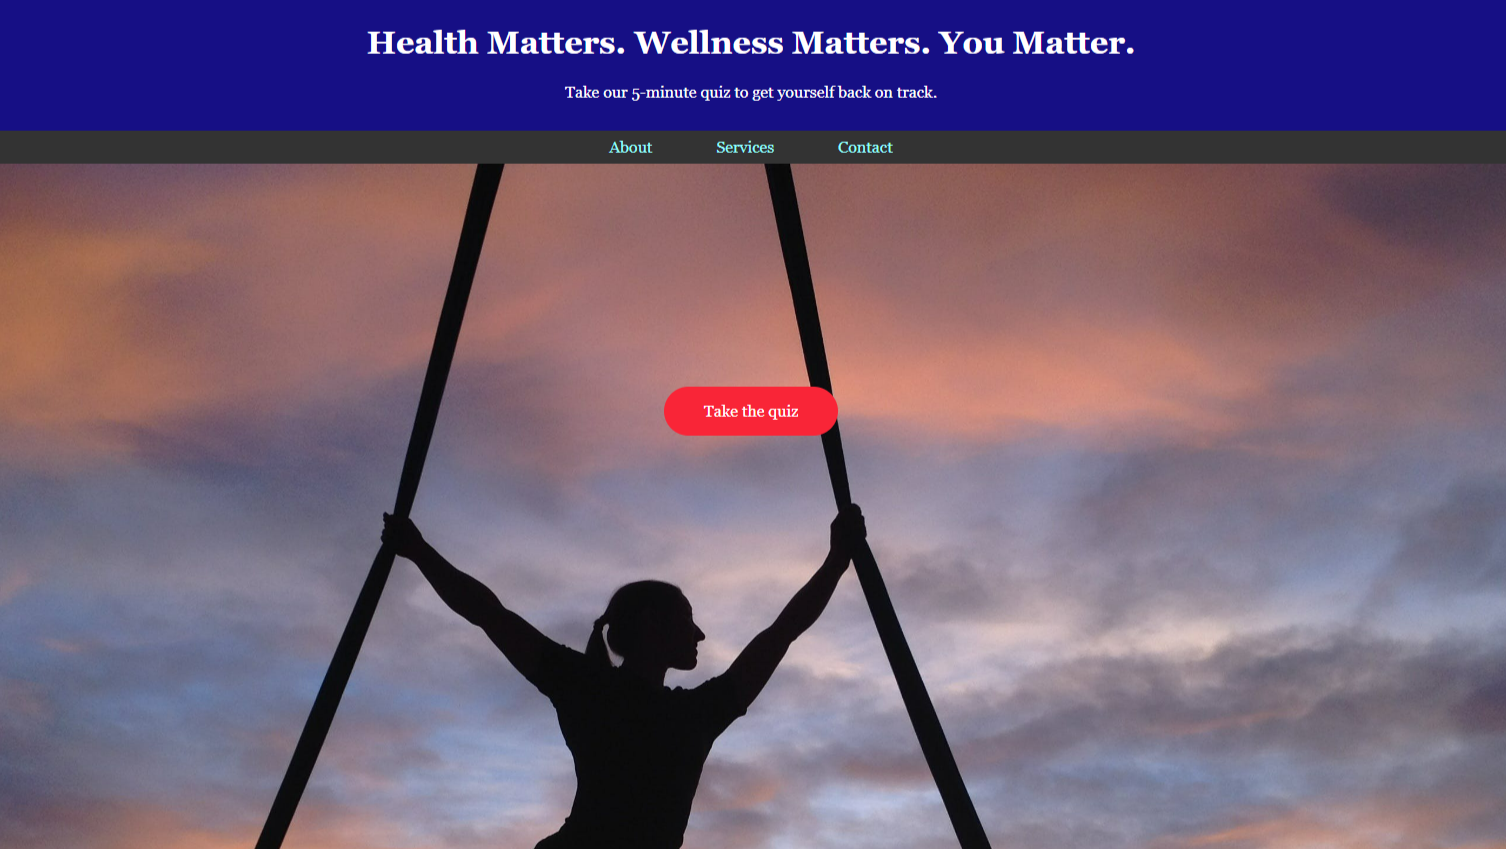 Health Matters. Wellness Matters. You Matter.
Take our 5-minute quiz to get yourself back on track.
About Services Contact
Take the quiz